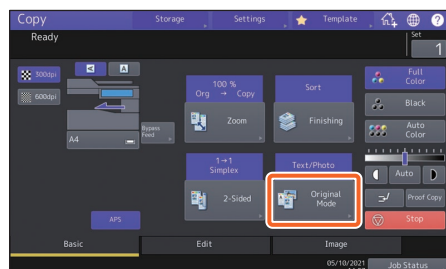 Copy
Storage
Settings
Template
Ready
Set
1
300dpi
600dpi
A
A4
Bypass
Feed
APS
100 %
Org → Copy
Zoom
Sort
Finishing
1→1
Simplex
2-Sided
Text/Photo
Original
Mode
Full
Color
Black
Auto
Color
Auto
Proof Copy
Stop
Basic
Edit
Image
05/10/2021
Job Status